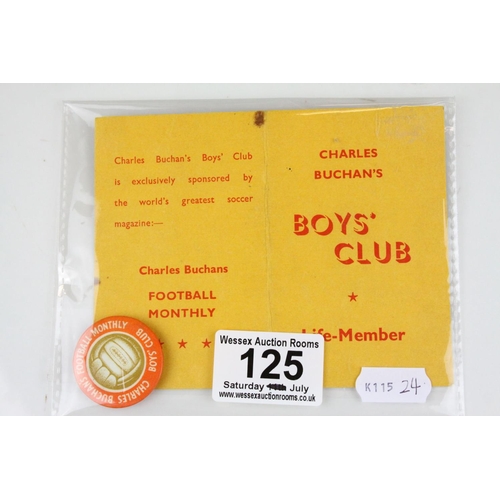 Charles Buchan's Boys' Club
is exclusively sponsored by
the world's greatest soccer
magazine:—
Charles Buchans
FOOTBALL
MONTHLY
CHARLES
BUCHAN'S
BOYS'
CLUB
Life-Member
CHARLES BUCHAN'S FOOTBALL MONTHLY
BOYS CLUB
Wessex Auction Rooms
125
Saturday July
www.wessexauctionrooms.co.uk
K115 24